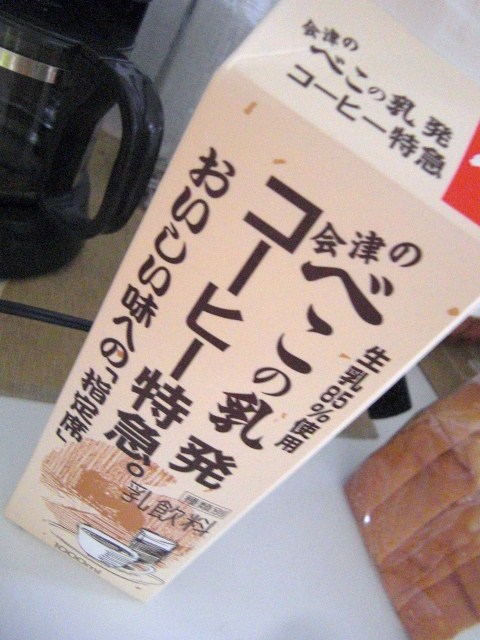 会津の
べこの乳発
コーヒー特急
会津の
べこの乳発
コーヒー特急。
生乳85%使用
おいしい味への「指定席」
種類別
乳飲料
1000ml